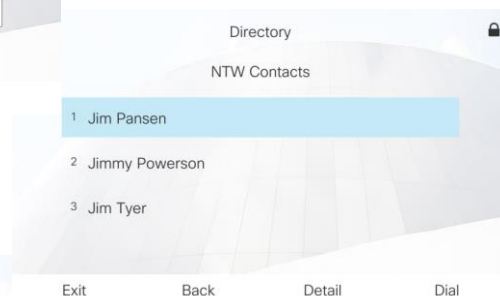 Directory
NTW Contacts
1 Jim Pansen
2 Jimmy Powerson
3 Jim Tyer
Exit Back Detail Dial